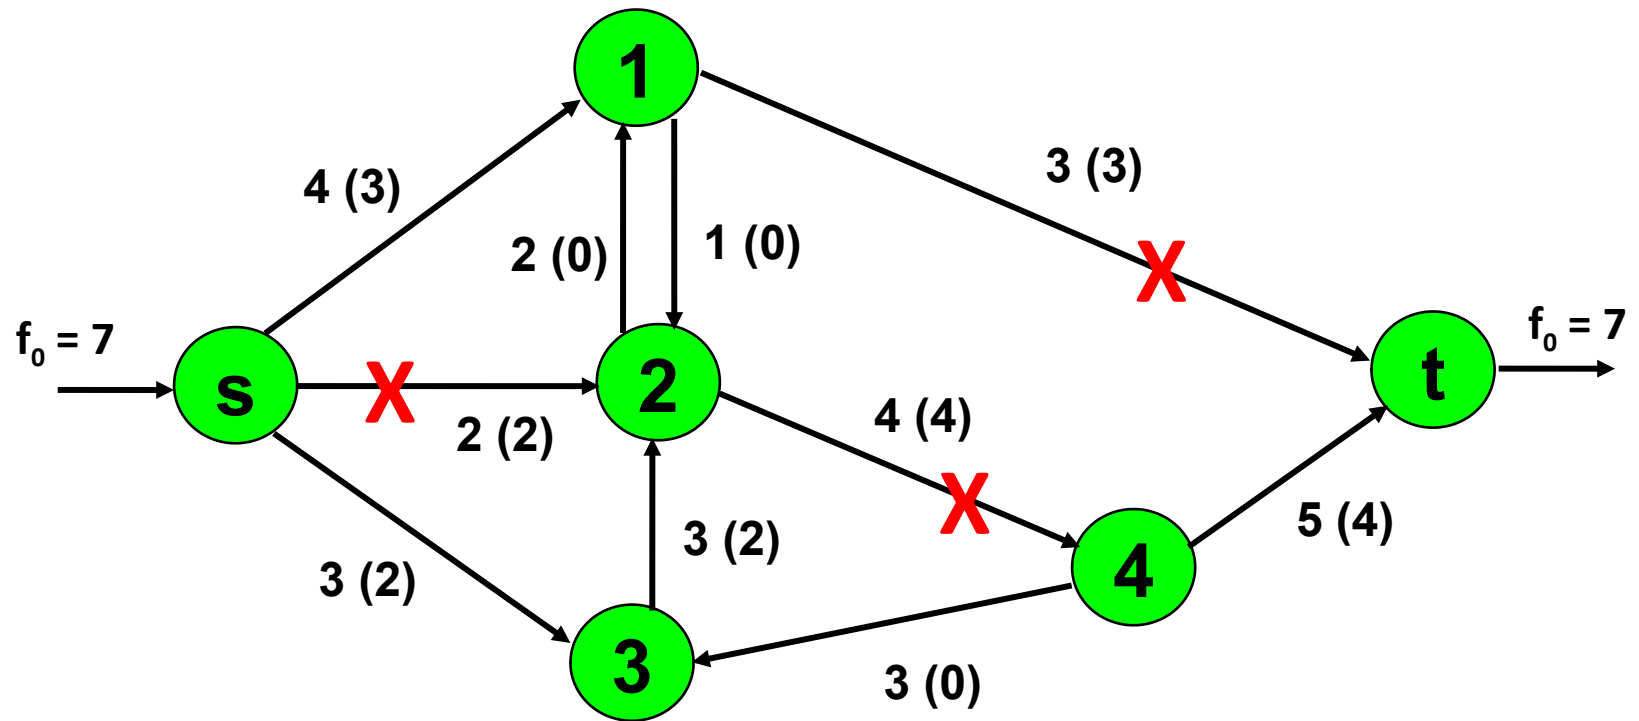 1
3 (3)
4 (3)
2 (0)
1 (0)
X
f0 = 7
f0 = 7
s
X
2
t
2 (2)
4 (4)
X
3 (2)
5 (4)
3 (2)
4
3
3 (0)